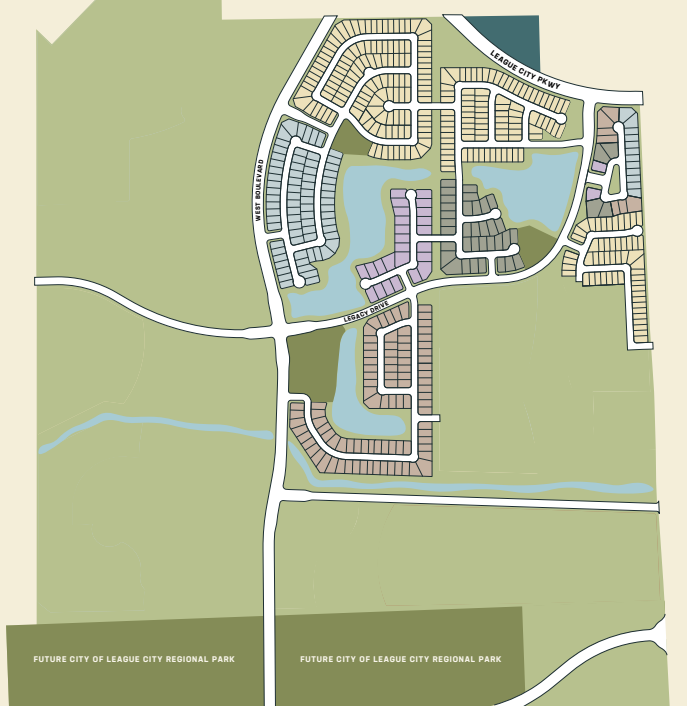 LEAGUE CITY PKWY
WEST BOULEVARD
LEGACY DRIVE
FUTURE CITY OF LEAGUE CITY REGIONAL PARK
FUTURE CITY OF LEAGUE CITY REGIONAL PARK